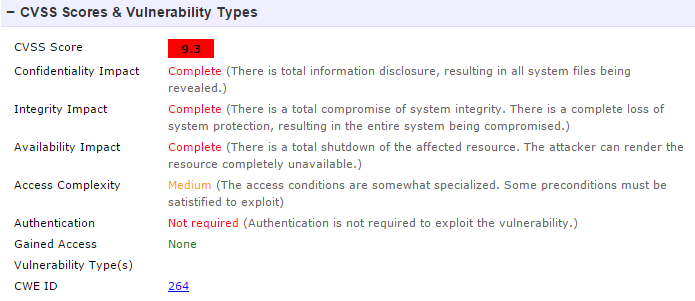 − CVSS Scores & Vulnerability Types
CVSS Score 9.3
Confidentiality Impact Complete (There is total information disclosure, resulting in all system files being
revealed.)
Integrity Impact Complete (There is a total compromise of system integrity. There is a complete loss of
system protection, resulting in the entire system being compromised.)
Availability Impact Complete (There is a total shutdown of the affected resource. The attacker can render the
resource completely unavailable.)
Access Complexity Medium (The access conditions are somewhat specialized. Some preconditions must be
satistified to exploit)
Authentication Not required (Authentication is not required to exploit the vulnerability.)
Gained Access None
Vulnerability Type(s)
CWE ID 264